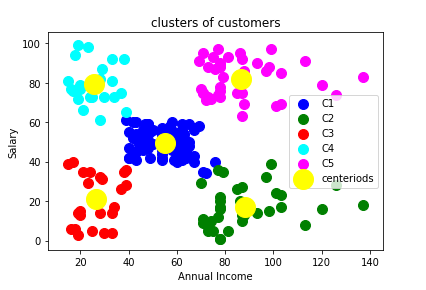 clusters of customers
100
80
60
40
20
0
Salary
C1
C2
C3
C4
C5
centeriods
20 40 60 80 100 120 140
Annual Income